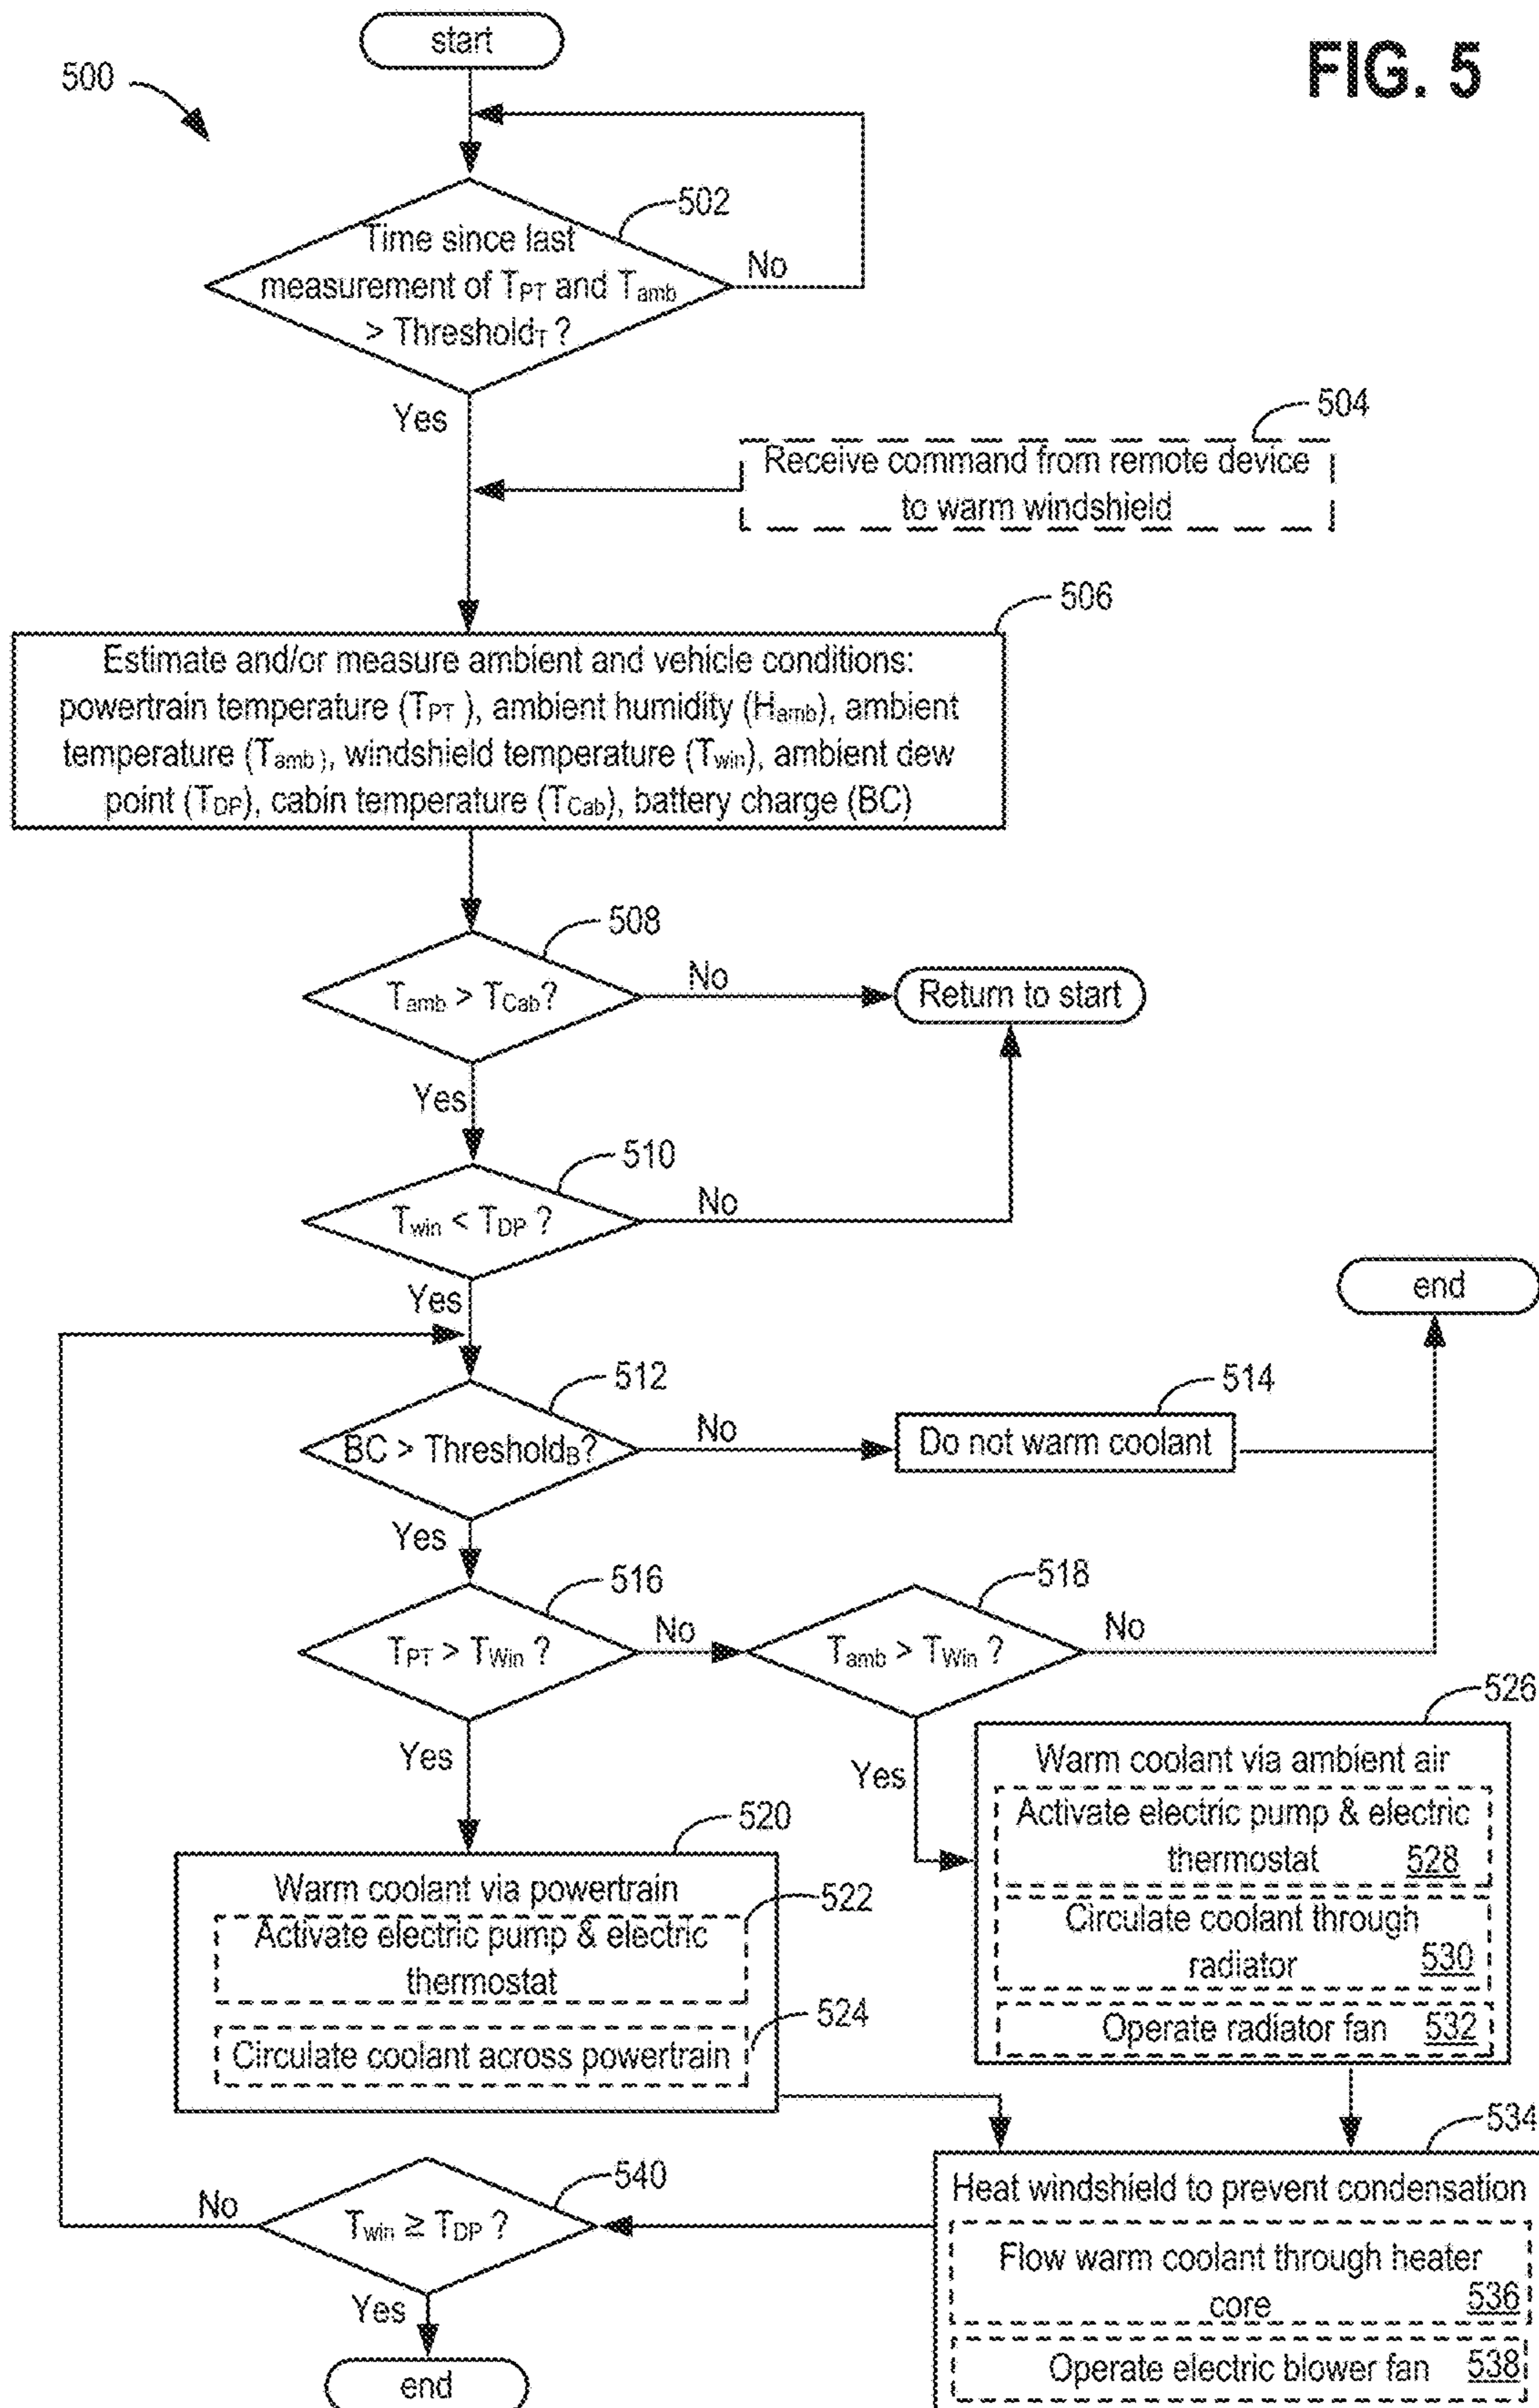 FIG. 5
500
start
502
Time since last
measurement of TPT and Tamb
> ThresholdT ?
No
Yes
504
Receive command from remote device
to warm windshield
506
Estimate and/or measure ambient and vehicle conditions:
powertrain temperature (TPT ), ambient humidity (Hamb), ambient
temperature (Tamb ), windshield temperature (Twin), ambient dew
point (TDP), cabin temperature (TCab), battery charge (BC)
508
Tamb > TCab?
No
Return to start
Yes
510
Twin < TDP ?
No
Yes
end
512
BC > ThresholdB?
No
514
Do not warm coolant
Yes
516
TPT > TWin ?
No
518
Tamb > TWin ?
No
Yes
Yes
526
Warm coolant via ambient air
Activate electric pump & electric
thermostat 528
Circulate coolant through
radiator 530
Operate radiator fan 532
520
Warm coolant via powertrain
522
Activate electric pump & electric
thermostat
524
Circulate coolant across powertrain
534
Heat windshield to prevent condensation
Flow warm coolant through heater
core 536
Operate electric blower fan 538
540
Twin ≥ TDP ?
No
Yes
end